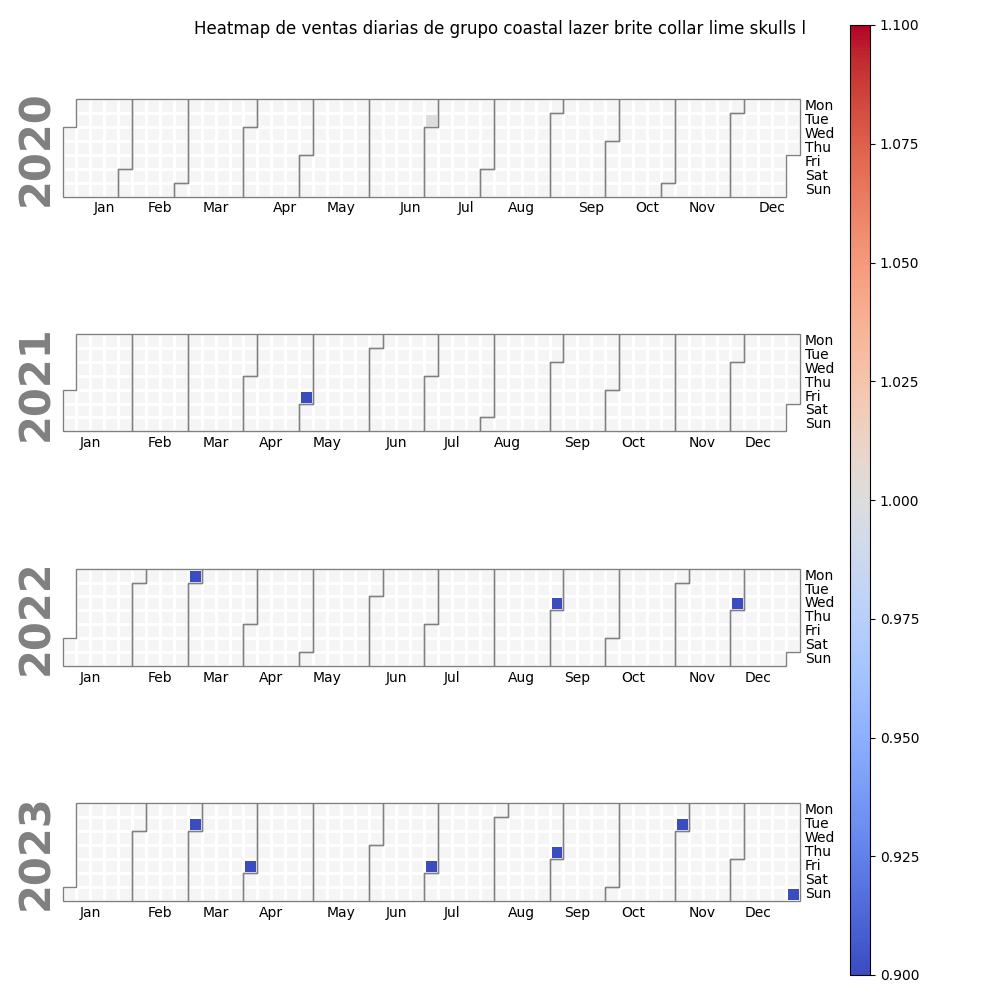 Heatmap de ventas diarias de grupo coastal lazer brite collar lime skulls l
2020
Mon
Tue
Wed
Thu
Fri
Sat
Sun
Jan Feb Mar Apr May Jun Jul Aug Sep Oct Nov Dec
2021
Mon
Tue
Wed
Thu
Fri
Sat
Sun
Jan Feb Mar Apr May Jun Jul Aug Sep Oct Nov Dec
2022
Mon
Tue
Wed
Thu
Fri
Sat
Sun
Jan Feb Mar Apr May Jun Jul Aug Sep Oct Nov Dec
2023
Mon
Tue
Wed
Thu
Fri
Sat
Sun
Jan Feb Mar Apr May Jun Jul Aug Sep Oct Nov Dec
1.100
1.075
1.050
1.025
1.000
0.975
0.950
0.925
0.900